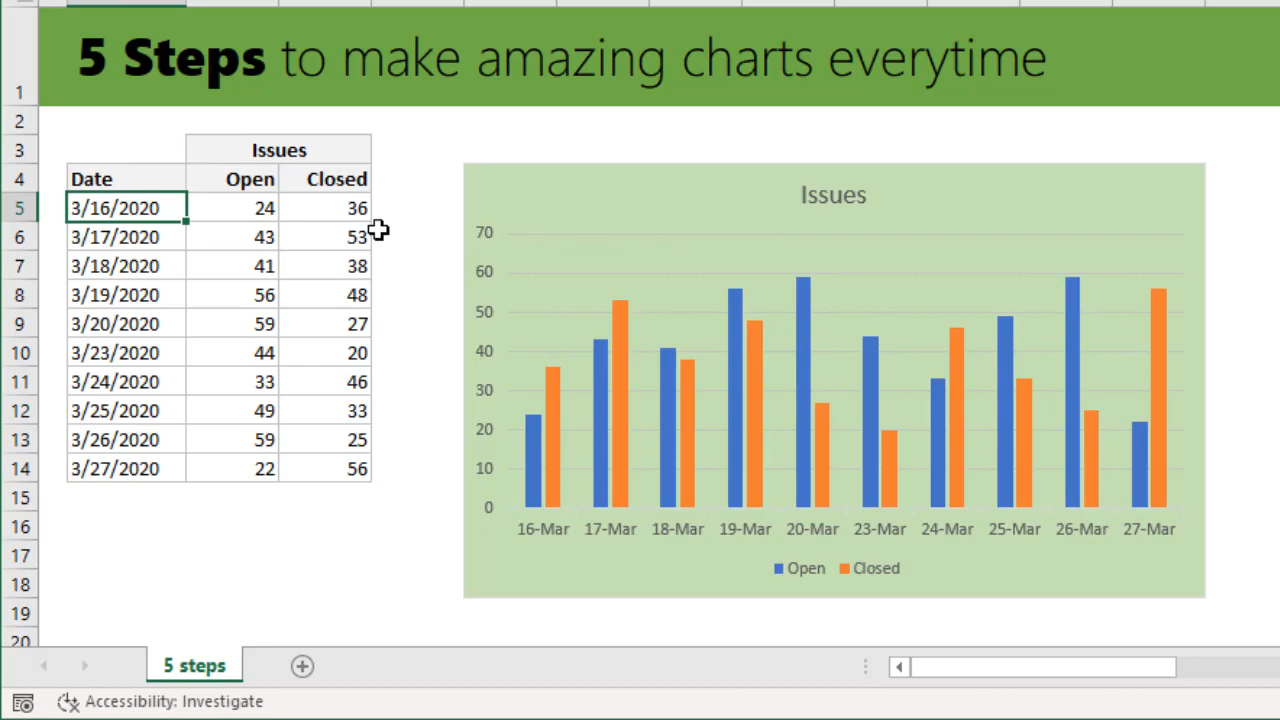 5 Steps to make amazing charts everytime
1
2
3 Issues
4 Date Open Closed
5 3/16/2020 24 36
6 3/17/2020 43 53
7 3/18/2020 41 38
8 3/19/2020 56 48
9 3/20/2020 59 27
10 3/23/2020 44 20
11 3/24/2020 33 46
12 3/25/2020 49 33
13 3/26/2020 59 25
14 3/27/2020 22 56
15
16
17
18
19
20
Issues
70
60
50
40
30
20
10
0
16-Mar 17-Mar 18-Mar 19-Mar 20-Mar 23-Mar 24-Mar 25-Mar 26-Mar 27-Mar
Open Closed
5 steps
Accessibility: Investigate